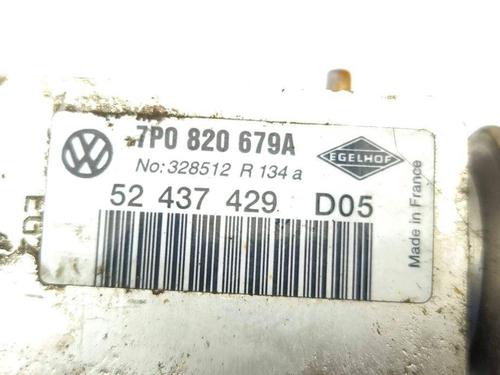 7P0 820 679A
EGELHOF
No:328512 R 134 a
52 437 429 D05
Made in France